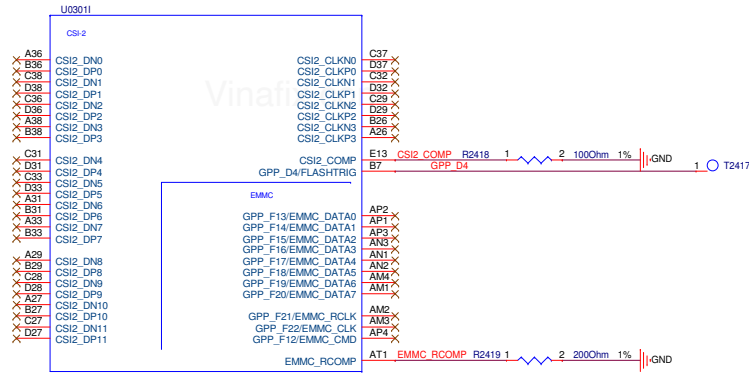 U0301I
CSI-2
Vinafi
A36 CSI2_DN0 CSI2_CLKN0 C37
B36 CSI2_DP0 CSI2_CLKP0 D37
C38 CSI2_DN1 CSI2_CLKN1 C32
D38 CSI2_DP1 CSI2_CLKP1 D32
C36 CSI2_DN2 CSI2_CLKN2 C29
D36 CSI2_DP2 CSI2_CLKP2 D29
A38 CSI2_DN3 CSI2_CLKN3 B26
B38 CSI2_DP3 CSI2_CLKP3 A26
C31 CSI2_DN4 CSI2_COMP E13 CSI2_COMP R2418 1 2 100Ohm 1% GND
D31 CSI2_DP4 GPP_D4/FLASHTRIG B7 GPP_D4 1 T2417
C33 CSI2_DN5
D33 CSI2_DP5
EMMC
A31 CSI2_DN6
B31 CSI2_DP6 GPP_F13/EMMC_DATA0 AP2
A33 CSI2_DN7 GPP_F14/EMMC_DATA1 AP1
B33 CSI2_DP7 GPP_F15/EMMC_DATA2 AP3
GPP_F16/EMMC_DATA3 AN3
A29 CSI2_DN8 GPP_F17/EMMC_DATA4 AN1
B29 CSI2_DP8 GPP_F18/EMMC_DATA5 AN2
C28 CSI2_DN9 GPP_F19/EMMC_DATA6 AM4
D28 CSI2_DP9 GPP_F20/EMMC_DATA7 AM1
A27 CSI2_DN10
B27 CSI2_DP10 GPP_F21/EMMC_RCLK AM2
C27 CSI2_DN11 GPP_F22/EMMC_CLK AM3
D27 CSI2_DP11 GPP_F12/EMMC_CMD AP4
EMMC_RCOMP AT1 EMMC_RCOMP R2419 1 2 200Ohm 1% GND